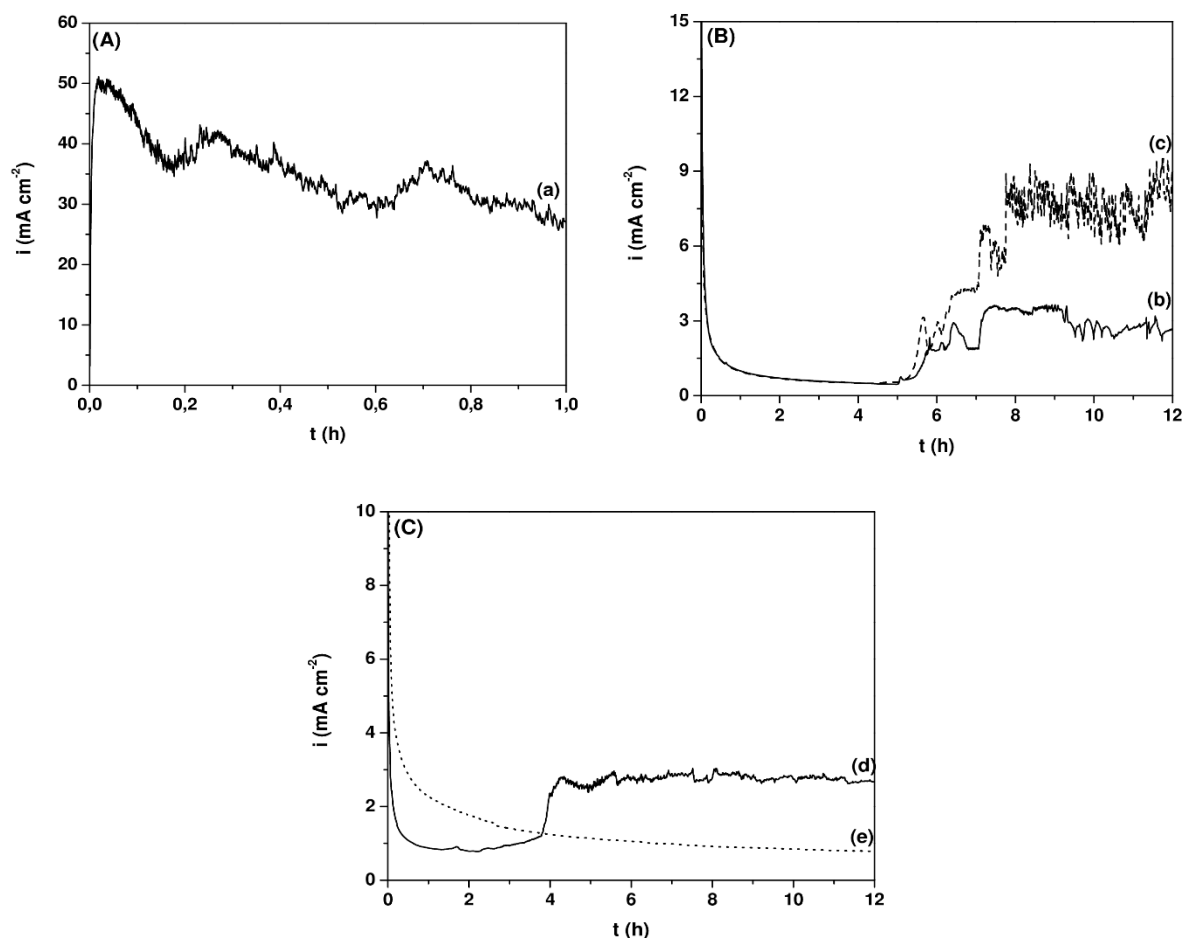 (A)
i (mA cm-2)
60
50
40
30
20
10
0
(a)
0,0 0,2 0,4 0,6 0,8 1,0
t (h)
(B)
i (mA cm-2)
15
12
9
6
3
0
(c)
(b)
0 2 4 6 8 10 12
t (h)
(C)
i (mA cm-2)
10
8
6
4
2
0
(d)
(e)
0 2 4 6 8 10 12
t (h)